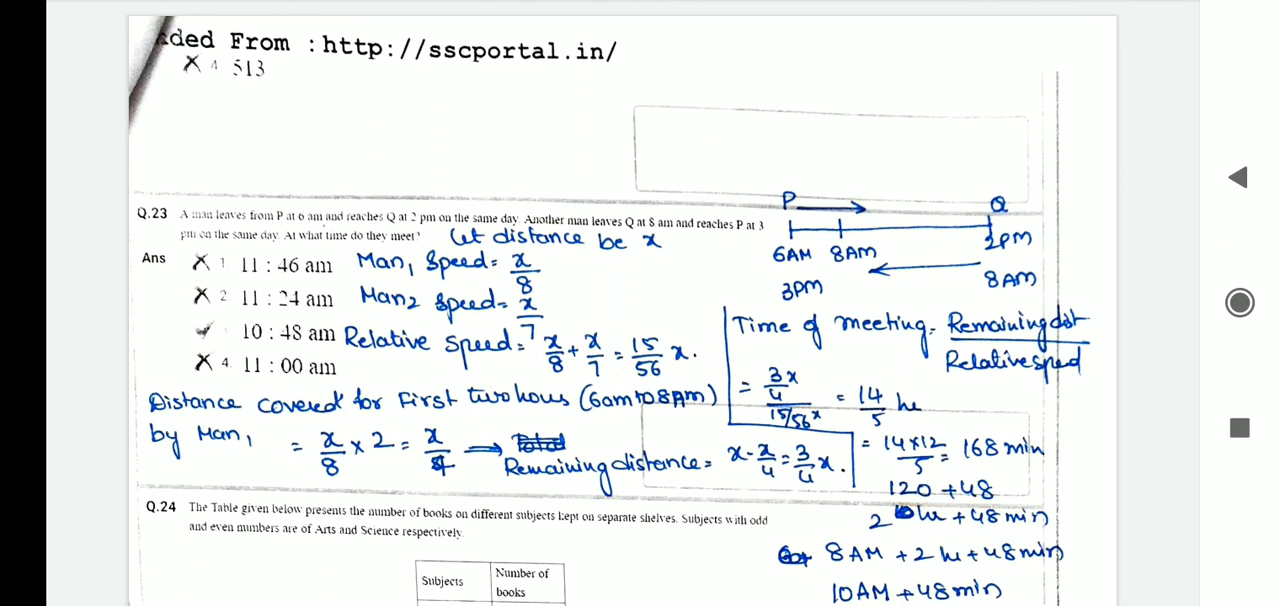 ded From :http://sscportal.in/
X 4 513
Q.23 A man leaves from P at 6 am and reaches Q at 2 pm on the same day. Another man leaves Q at 8 am and reaches P at 3
pm on the same day. At what time do they meet? Let distance be x
Ans X 1. 11 : 46 am Man1 Speed = x/8
X 2. 11 : 24 am Man2 Speed = x/7
✓ 10 : 48 am Relative Speed = x/8 + x/7 = 15/56 x.
X 4. 11 : 00 am
Distance covered for First two hous (6am to 8Am)
by Man1 = x/8 × 2 = x/4 → Remaining distance = x - x/4 = 3/4 x.
P → Q
6AM 8AM 2pm
3PM ← 8AM
Time of meeting = Remaining dist / Relative speed
= 3x/4 / 15/56 x = 14/5 hr
= 14×12/5 = 168 min
120 + 48
2 hr + 48 min
8 AM + 2 hr + 48 min
10AM + 48 min
Q.24 The Table given below presents the number of books on different subjects kept on separate shelves. Subjects with odd
and even numbers are of Arts and Science respectively.
Subjects Number of
books